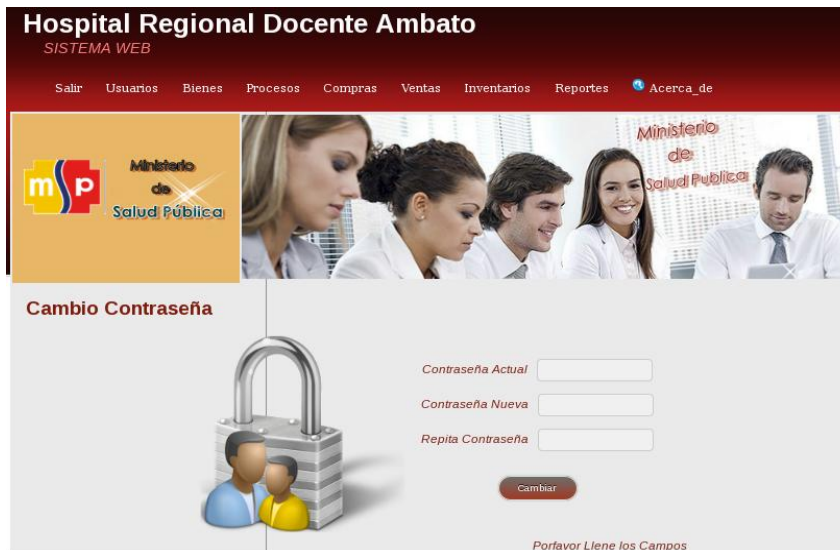 Hospital Regional Docente Ambato
SISTEMA WEB
Salir Usuarios Bienes Procesos Compras Ventas Inventarios Reportes Acerca_de
msp
Ministerio
de
Salud Pública
Ministerio
de
Salud Publica
Cambio Contraseña
Contraseña Actual
Contraseña Nueva
Repita Contraseña
Cambiar
Porfavor Llene los Campos